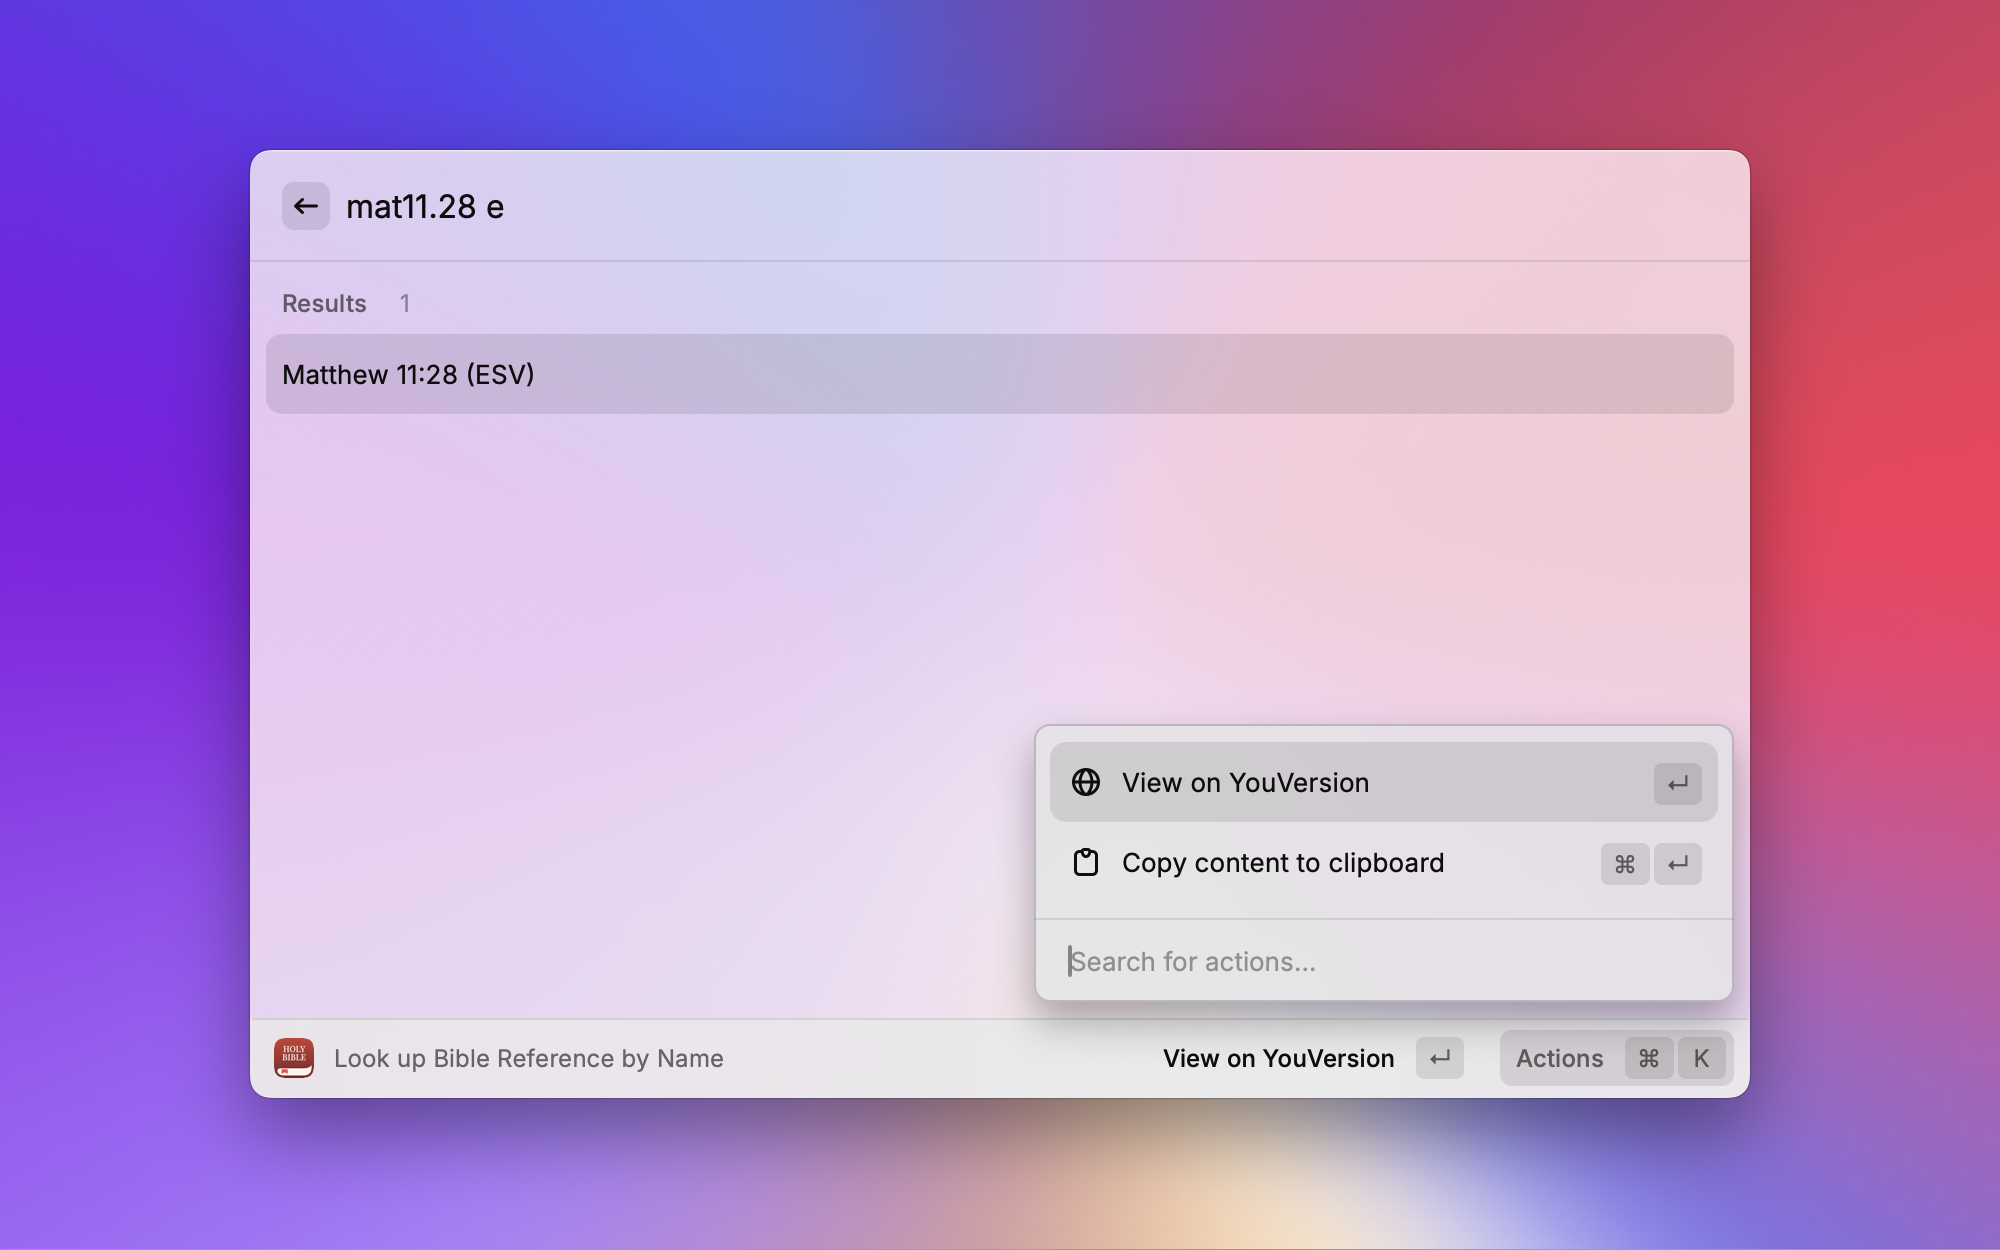 mat11.28 e
Results 1
Matthew 11:28 (ESV)
View on YouVersion ↵
Copy content to clipboard ⌘ ↵
Search for actions...
HOLY
BIBLE
Look up Bible Reference by Name
View on YouVersion ↵ Actions ⌘ K